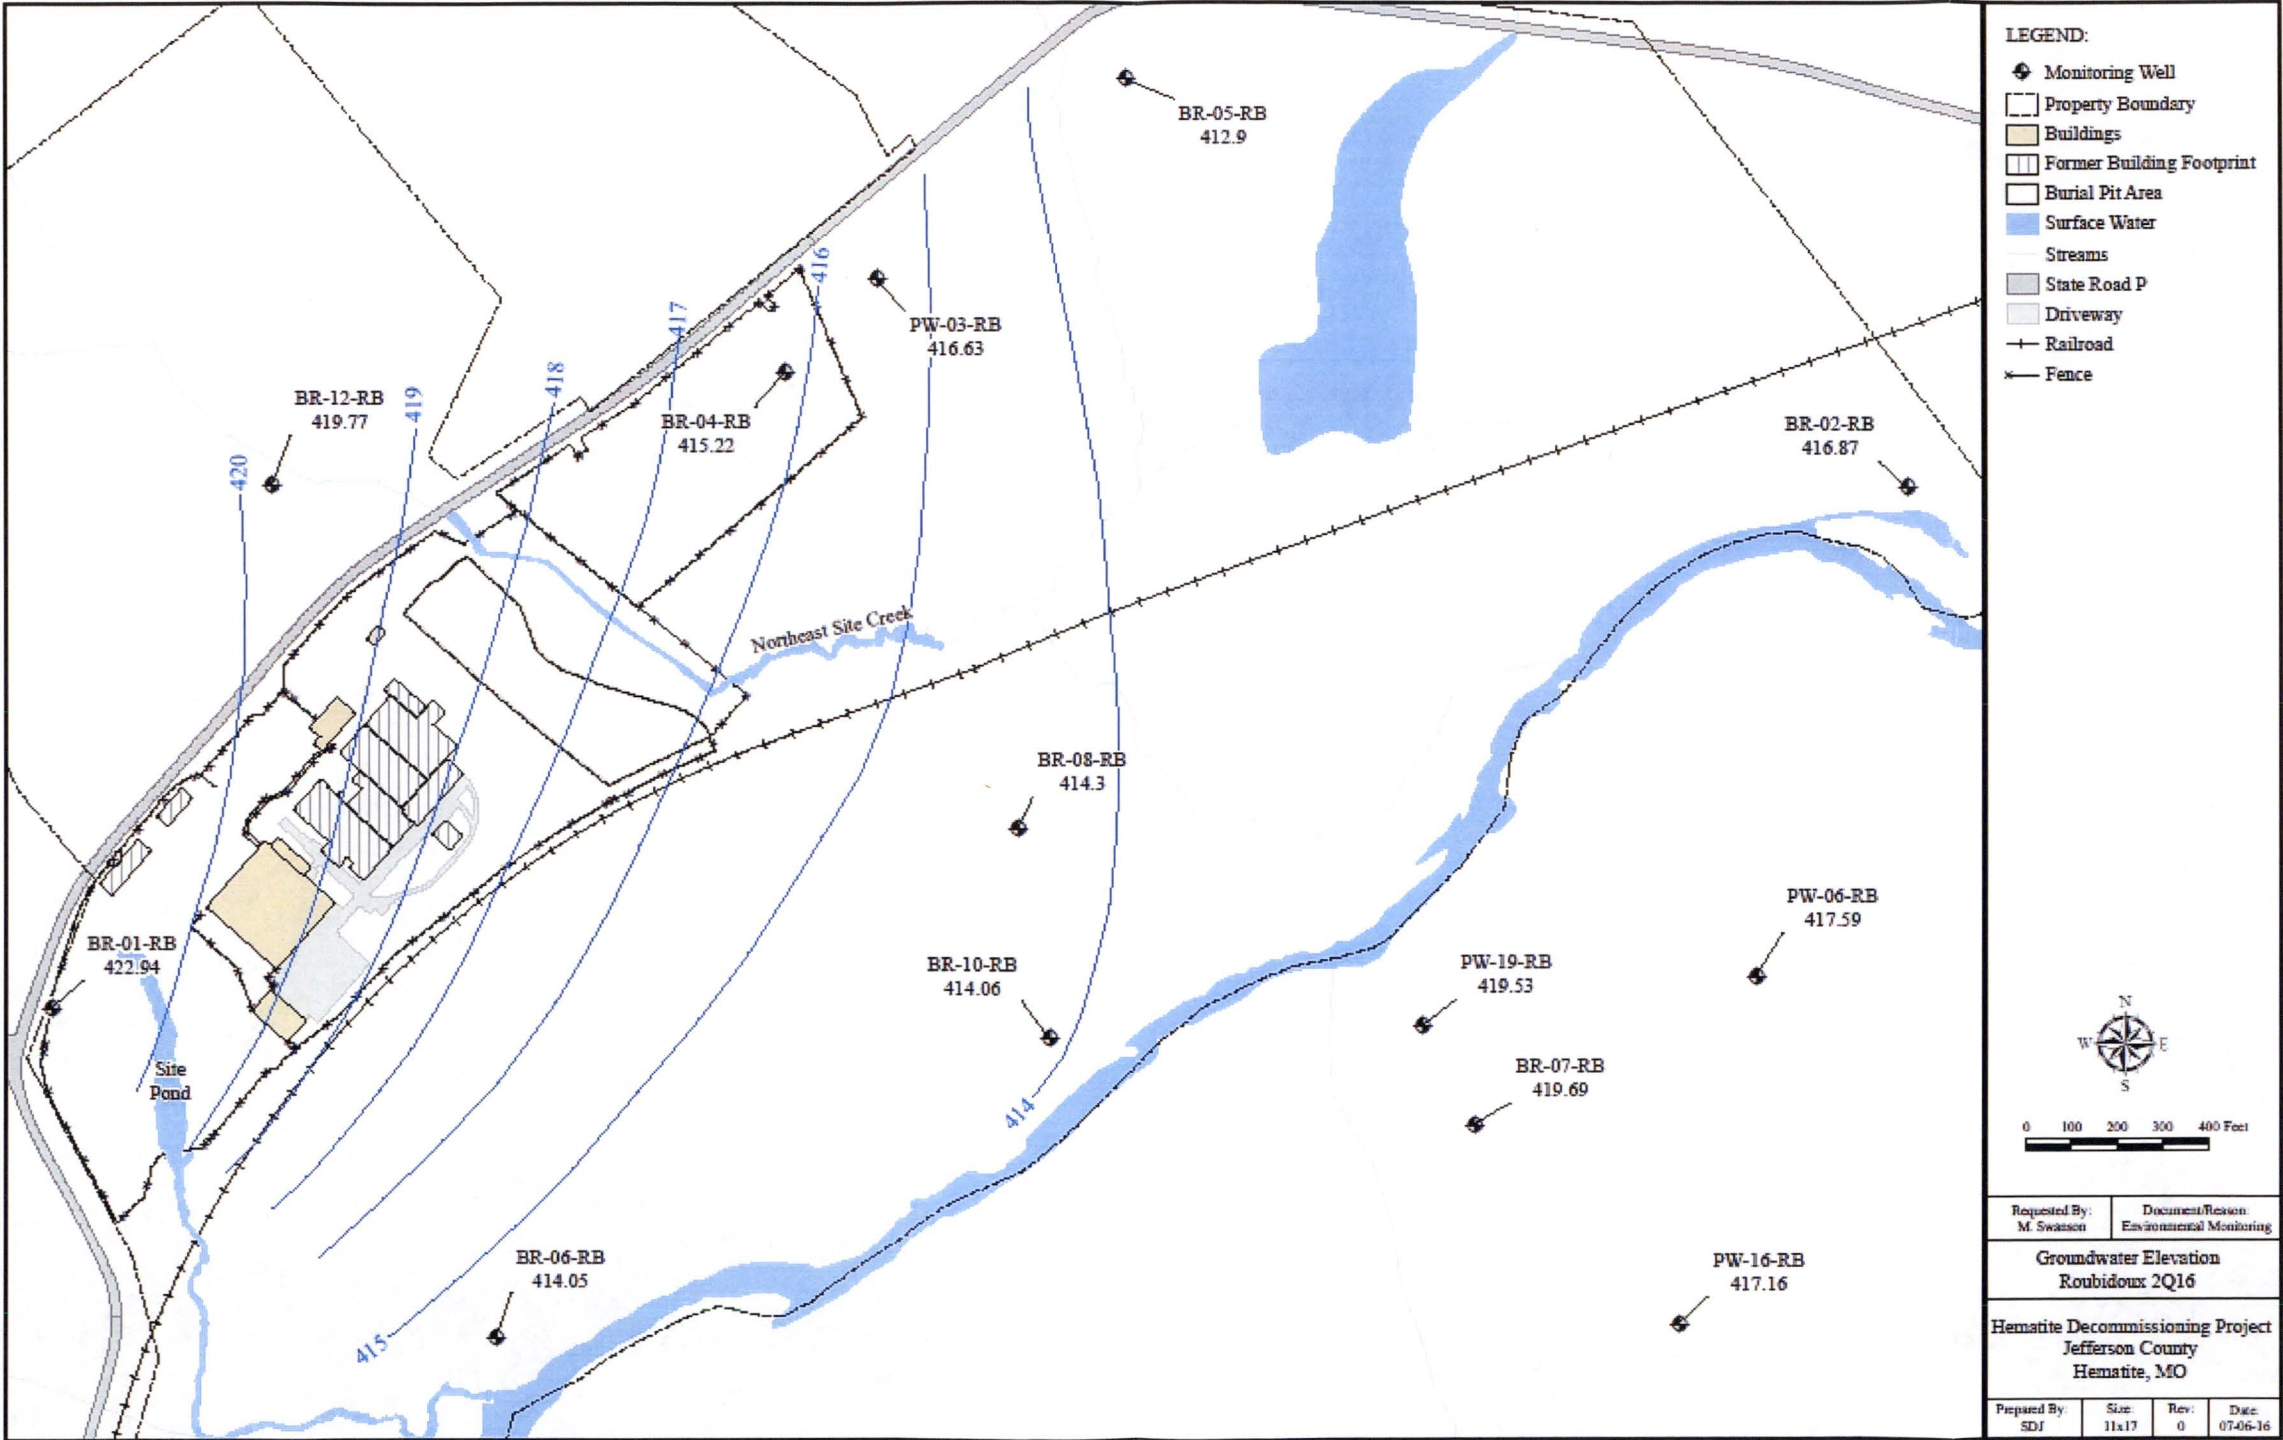 BR-05-RB
412.9
416
PW-03-RB
416.63
417
418
419
BR-12-RB
419.77
BR-04-RB
415.22
420
BR-02-RB
416.87
Northeast Site Creek
BR-08-RB
414.3
PW-06-RB
417.59
BR-01-RB
422.94
BR-10-RB
414.06
PW-19-RB
419.53
Site
Pond
BR-07-RB
419.69
414
BR-06-RB
414.05
PW-16-RB
417.16
415
LEGEND:
Monitoring Well
Property Boundary
Buildings
Former Building Footprint
Burial Pit Area
Surface Water
Streams
State Road P
Driveway
Railroad
Fence
N
W E
S
0 100 200 300 400 Feet
Requested By:
M. Swanson
Document/Reason:
Environmental Monitoring
Groundwater Elevation
Roubidoux 2Q16
Hematite Decommissioning Project
Jefferson County
Hematite, MO
Prepared By:
SDJ
Size:
11x17
Rev:
0
Date:
07-06-16